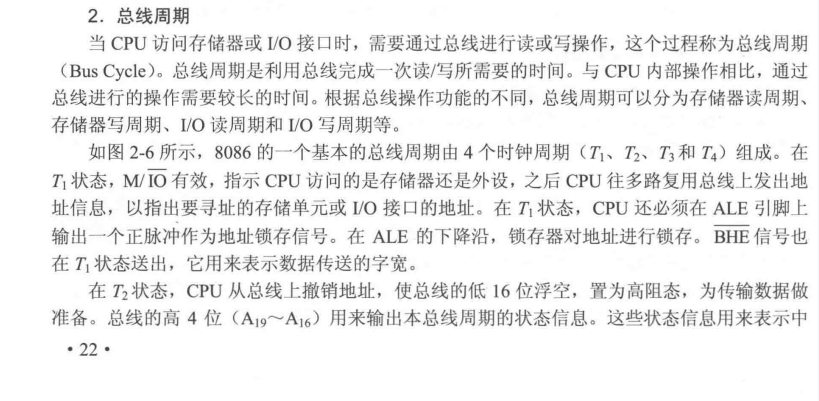 2．总线周期
当 CPU 访问存储器或 I/O 接口时，需要通过总线进行读或写操作，这个过程称为总线周期
（Bus Cycle）。总线周期是利用总线完成一次读/写所需要的时间。与 CPU 内部操作相比，通过
总线进行的操作需要较长的时间。根据总线操作功能的不同，总线周期可以分为存储器读周期、
存储器写周期、I/O 读周期和 I/O 写周期等。
如图 2-6 所示，8086 的一个基本的总线周期由 4 个时钟周期（T₁、T₂、T₃ 和 T₄）组成。在
T₁ 状态，M/I̅O̅ 有效，指示 CPU 访问的是存储器还是外设，之后 CPU 往多路复用总线上发出地
址信息，以指出要寻址的存储单元或 I/O 接口的地址。在 T₁ 状态，CPU 还必须在 ALE 引脚上
输出一个正脉冲作为地址锁存信号。在 ALE 的下降沿，锁存器对地址进行锁存。B̅H̅E̅ 信号也
在 T₁ 状态送出，它用来表示数据传送的字宽。
在 T₂ 状态，CPU 从总线上撤销地址，使总线的低 16 位浮空，置为高阻态，为传输数据做
准备。总线的高 4 位（A₁₉～A₁₆）用来输出本总线周期的状态信息。这些状态信息用来表示中
·22·